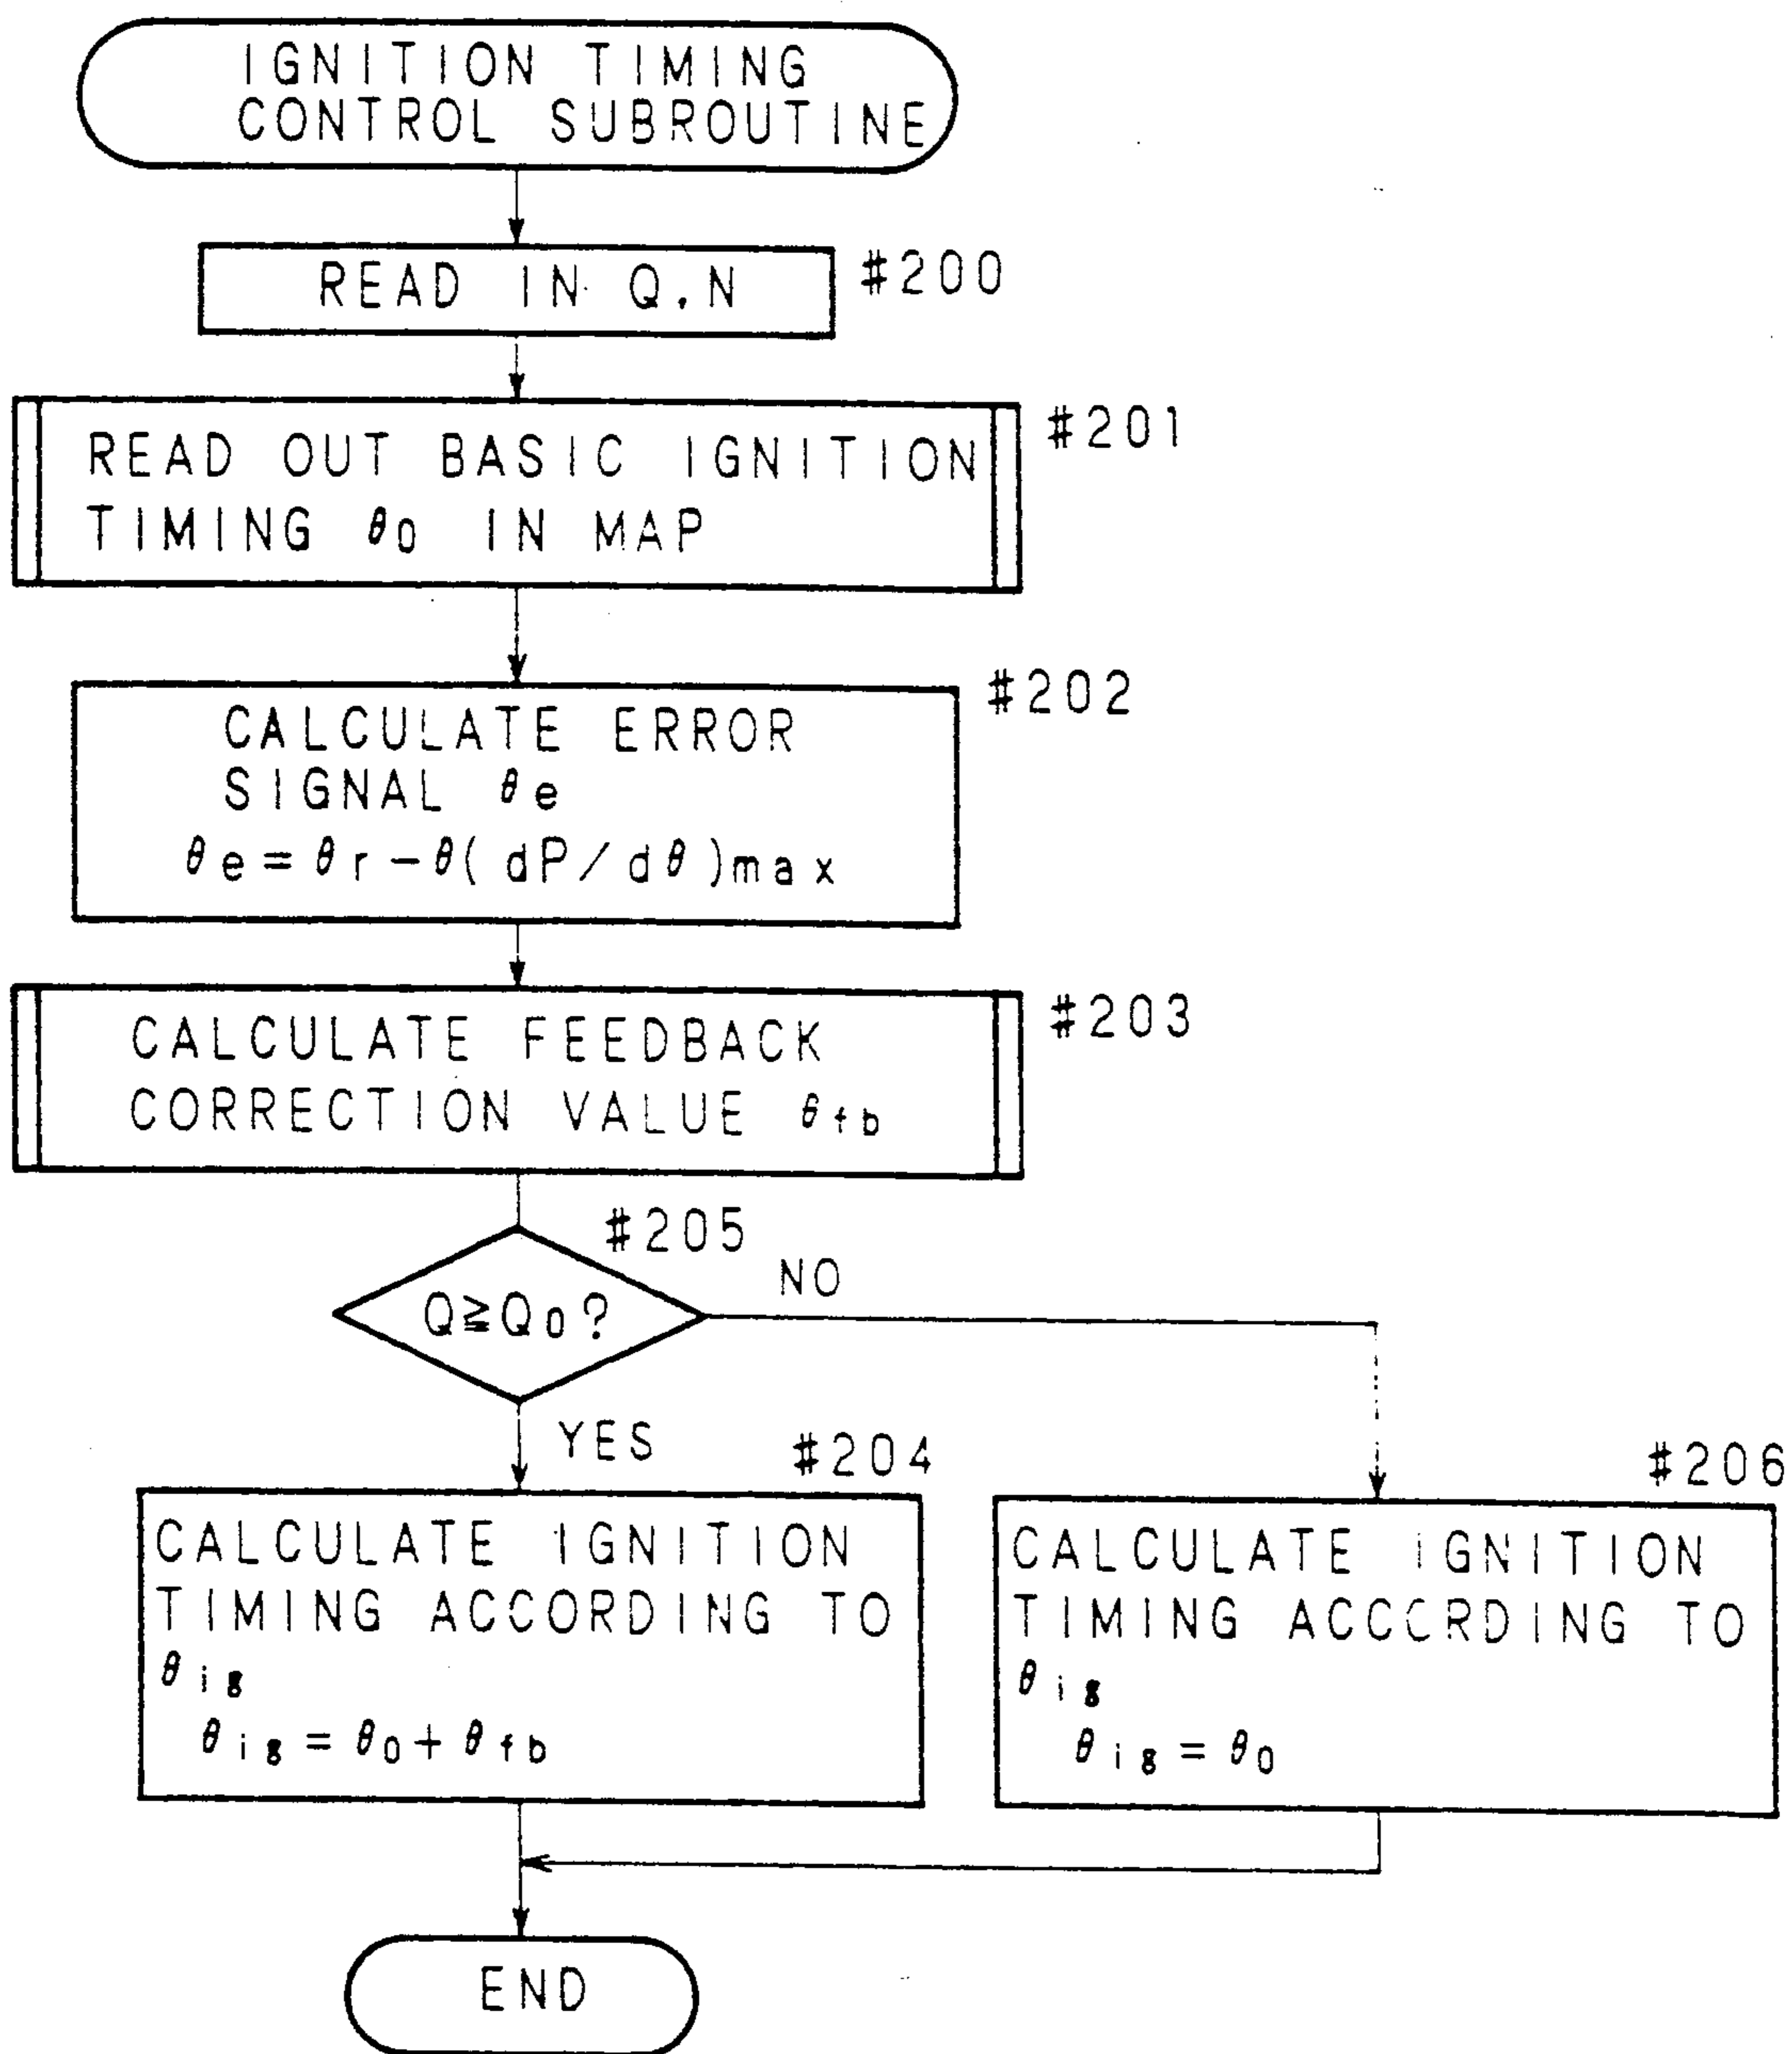 IGNITION TIMING
CONTROL SUBROUTINE
READ IN Q.N
#200
READ OUT BASIC IGNITION
TIMING θ0 IN MAP
#201
CALCULATE ERROR
SIGNAL θe
θe=θr-θ(dP/dθ)max
#202
CALCULATE FEEDBACK
CORRECTION VALUE θfb
#203
#205
Q≧Q0?
NO
YES
#204
CALCULATE IGNITION
TIMING ACCORDING TO
θig
θig=θ0+θfb
#206
CALCULATE IGNITION
TIMING ACCORDING TO
θig
θig=θ0
END